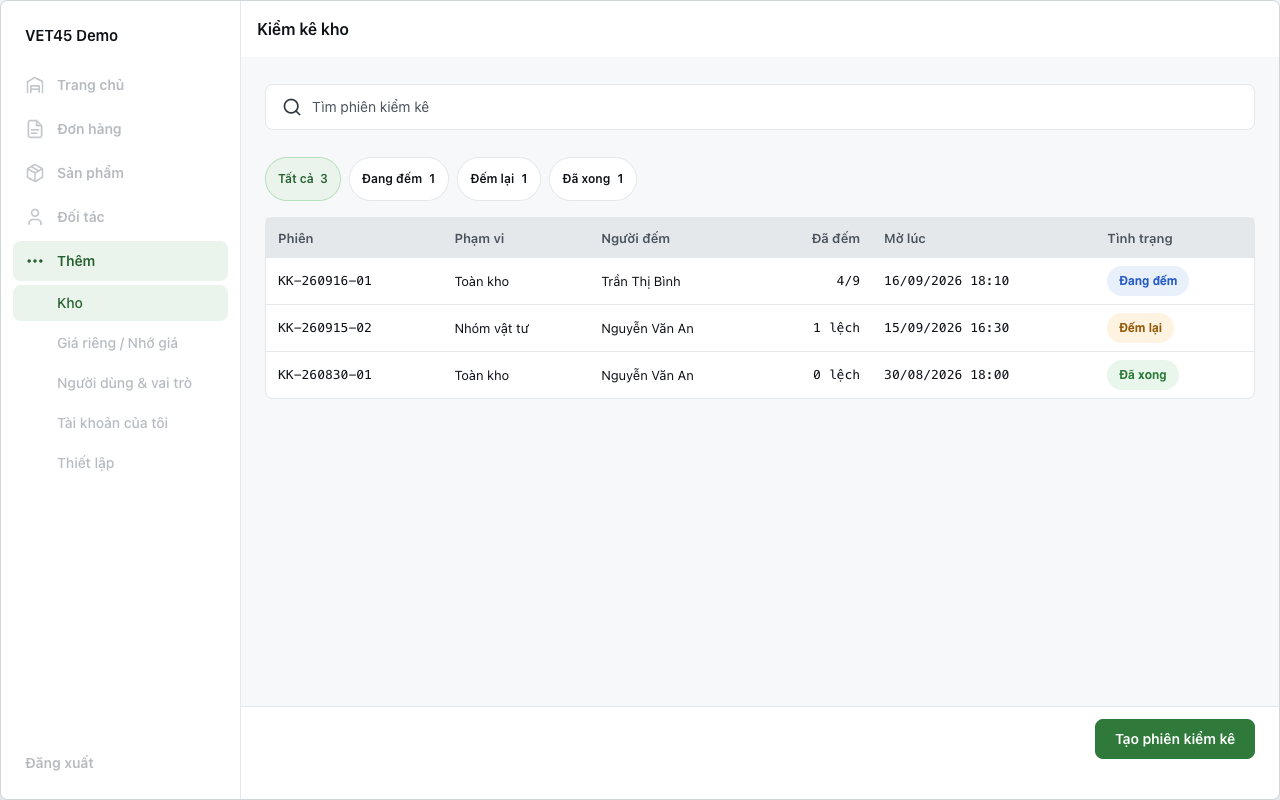 VET45 Demo
Trang chủ
Đơn hàng
Sản phẩm
Đối tác
Thêm
Kho
Giá riêng / Nhớ giá
Người dùng & vai trò
Tài khoản của tôi
Thiết lập
Đăng xuất
Kiểm kê kho
Tìm phiên kiểm kê
Tất cả 3 Đang đếm 1 Đếm lại 1 Đã xong 1
Phiên Phạm vi Người đếm Đã đếm Mở lúc Tình trạng
KK-260916-01 Toàn kho Trần Thị Bình 4/9 16/09/2026 18:10 Đang đếm
KK-260915-02 Nhóm vật tư Nguyễn Văn An 1 lệch 15/09/2026 16:30 Đếm lại
KK-260830-01 Toàn kho Nguyễn Văn An 0 lệch 30/08/2026 18:00 Đã xong
Tạo phiên kiểm kê